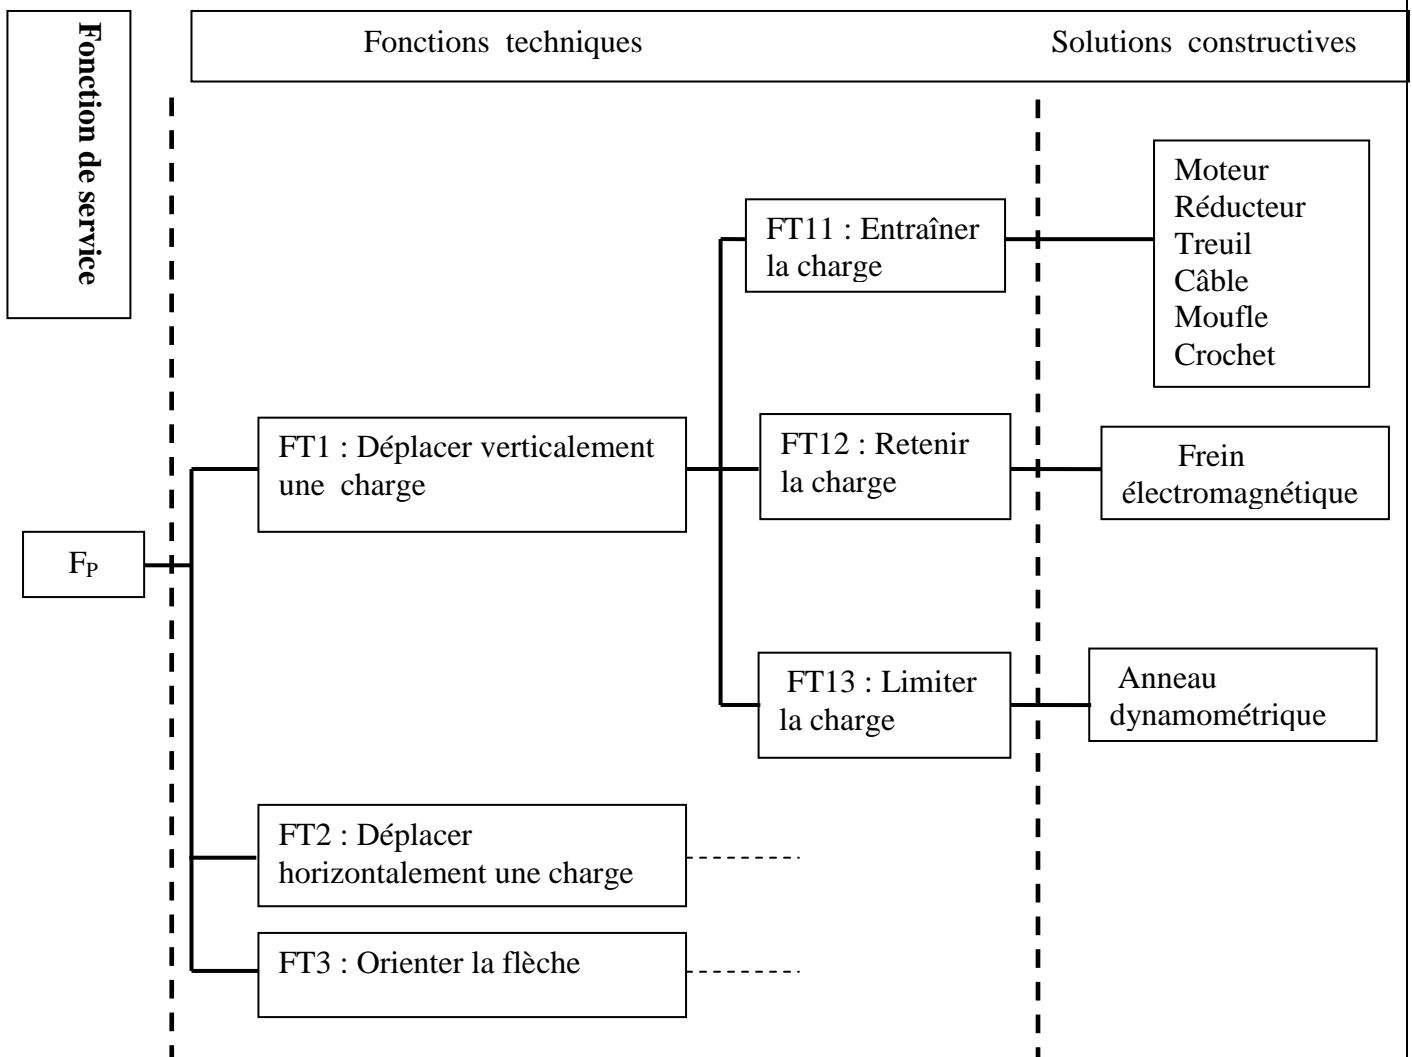 Fonction de service
Fonctions techniques
Solutions constructives
Moteur
Réducteur
Treuil
Câble
Moufle
Crochet
FT11 : Entraîner
la charge
FT1 : Déplacer verticalement
une charge
FT12 : Retenir
la charge
Frein
électromagnétique
FP
FT13 : Limiter
la charge
Anneau
dynamométrique
FT2 : Déplacer
horizontalement une charge
FT3 : Orienter la flèche